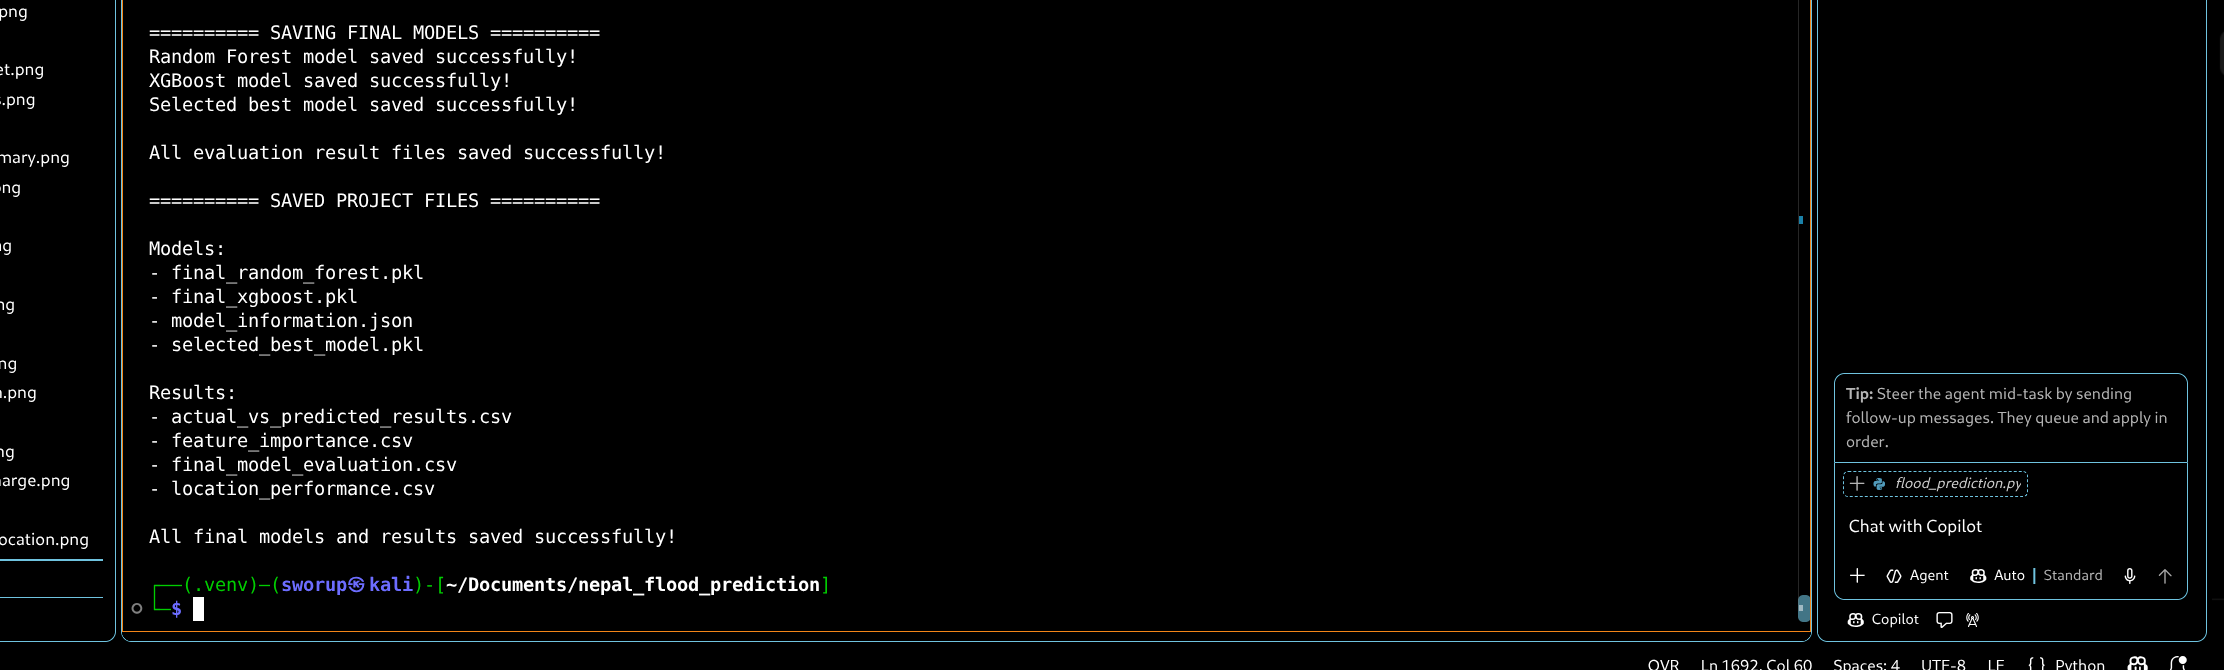 png
et.png
s.png
mary.png
ong
ng
ng
ng
n.png
ng
harge.png
ocation.png
========== SAVING FINAL MODELS ==========
Random Forest model saved successfully!
XGBoost model saved successfully!
Selected best model saved successfully!
All evaluation result files saved successfully!
========== SAVED PROJECT FILES ==========
Models:
- final_random_forest.pkl
- final_xgboost.pkl
- model_information.json
- selected_best_model.pkl
Results:
- actual_vs_predicted_results.csv
- feature_importance.csv
- final_model_evaluation.csv
- location_performance.csv
All final models and results saved successfully!
(.venv)-(sworup㉿kali)-[~/Documents/nepal_flood_prediction]
$
Tip: Steer the agent mid-task by sending
follow-up messages. They queue and apply in
order.
flood_prediction.py
Chat with Copilot
Agent Auto | Standard
Copilot
OVR Ln 1692, Col 60 Spaces: 4 UTF-8 LF { } Python